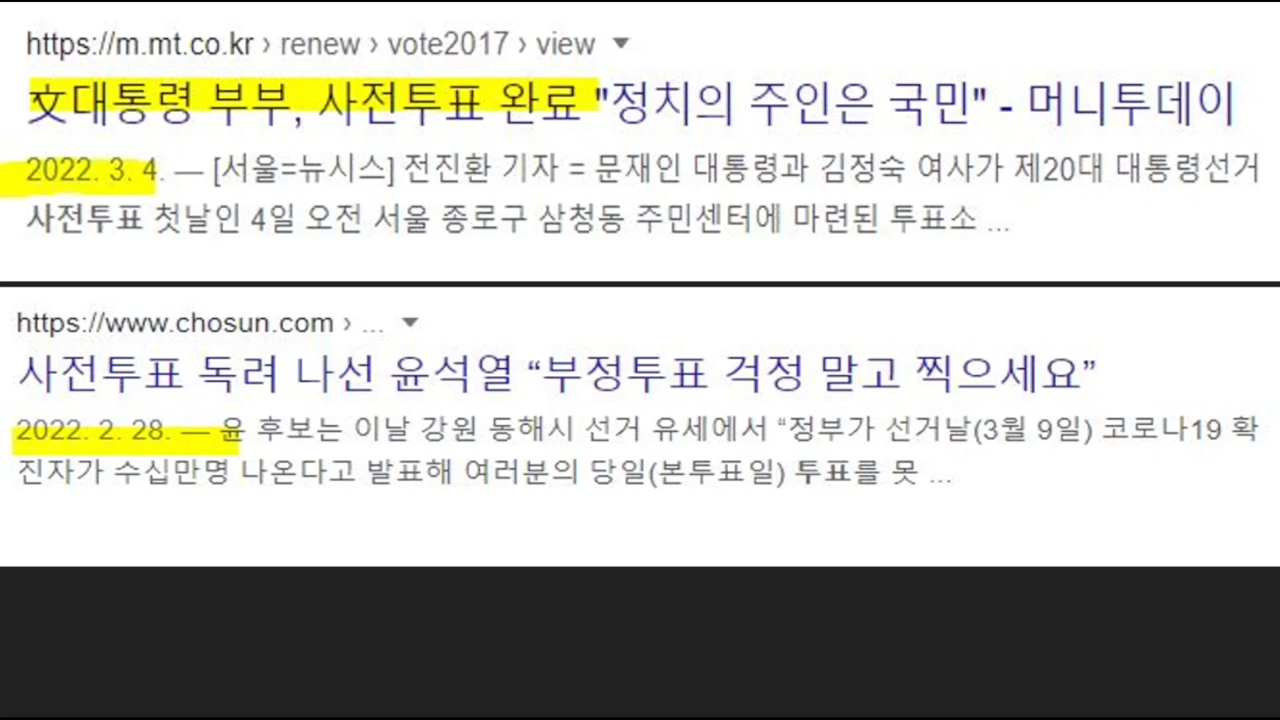 https://m.mt.co.kr › renew › vote2017 › view
文대통령 부부, 사전투표 완료 "정치의 주인은 국민" - 머니투데이
2022. 3. 4. — [서울=뉴시스] 전진환 기자 = 문재인 대통령과 김정숙 여사가 제20대 대통령선거
사전투표 첫날인 4일 오전 서울 종로구 삼청동 주민센터에 마련된 투표소 ...
https://www.chosun.com › ...
사전투표 독려 나선 윤석열 “부정투표 걱정 말고 찍으세요”
2022. 2. 28. — 윤 후보는 이날 강원 동해시 선거 유세에서 “정부가 선거날(3월 9일) 코로나19 확
진자가 수십만명 나온다고 발표해 여러분의 당일(본투표일) 투표를 못 ...